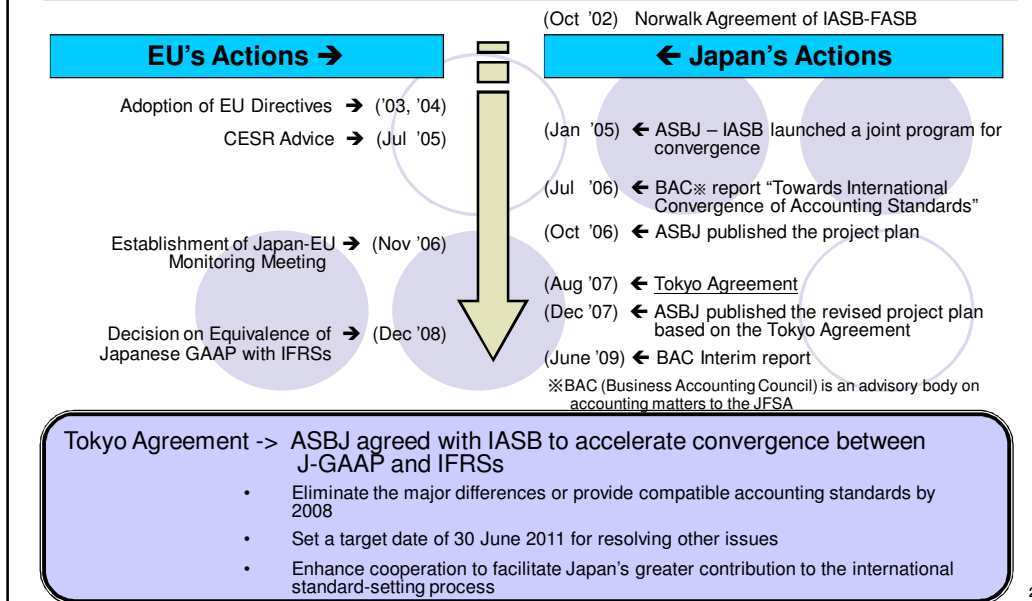 (Oct '02) Norwalk Agreement of IASB-FASB
EU's Actions ➔
🡰 Japan's Actions
Adoption of EU Directives ➔ ('03, '04)
CESR Advice ➔ (Jul '05)
(Jan '05) 🡰 ASBJ – IASB launched a joint program for
convergence
(Jul '06) 🡰 BAC※ report “Towards International
Convergence of Accounting Standards”
(Oct '06) 🡰 ASBJ published the project plan
Establishment of Japan-EU ➔ (Nov '06)
Monitoring Meeting
(Aug '07) 🡰 Tokyo Agreement
(Dec '07) 🡰 ASBJ published the revised project plan
based on the Tokyo Agreement
Decision on Equivalence of ➔ (Dec '08)
Japanese GAAP with IFRSs
(June '09) 🡰 BAC Interim report
※BAC (Business Accounting Council) is an advisory body on
accounting matters to the JFSA
Tokyo Agreement -> ASBJ agreed with IASB to accelerate convergence between
J-GAAP and IFRSs
• Eliminate the major differences or provide compatible accounting standards by
2008
• Set a target date of 30 June 2011 for resolving other issues
• Enhance cooperation to facilitate Japan's greater contribution to the international
standard-setting process